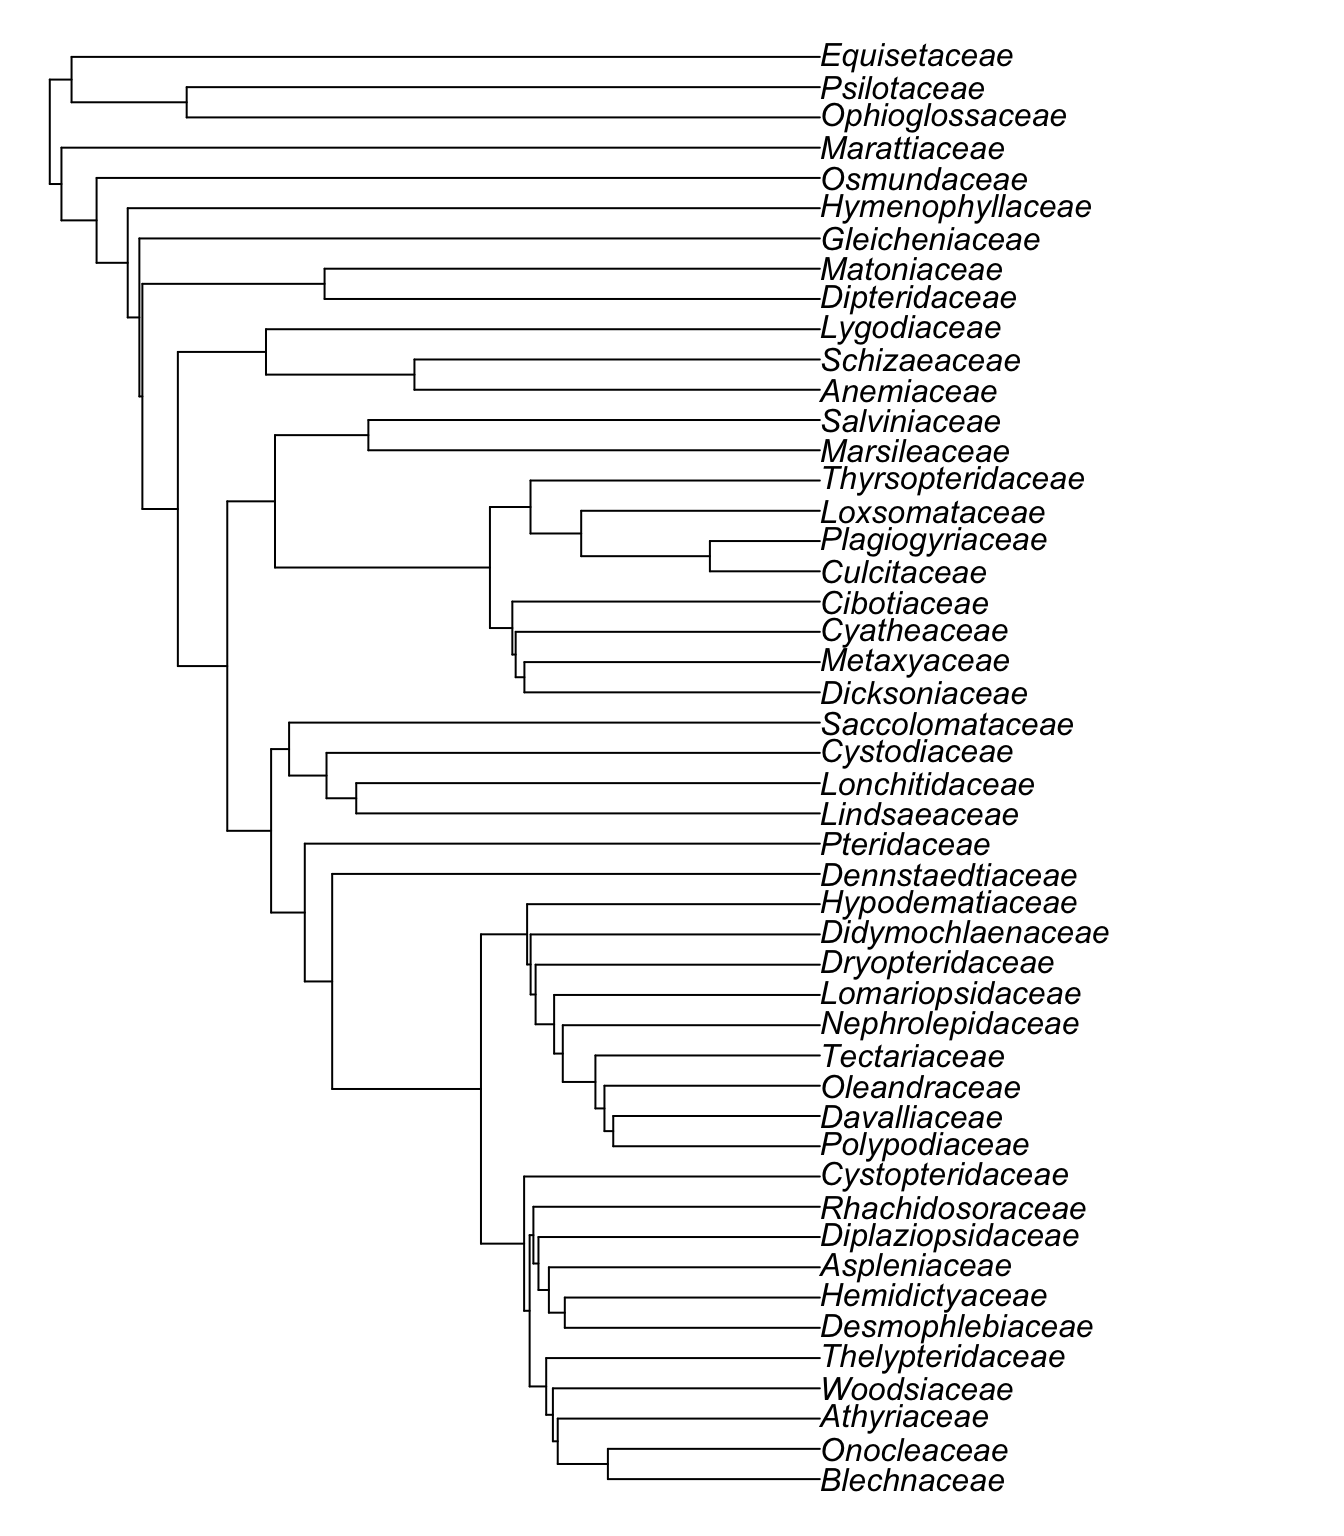 Equisetaceae
Psilotaceae
Ophioglossaceae
Marattiaceae
Osmundaceae
Hymenophyllaceae
Gleicheniaceae
Matoniaceae
Dipteridaceae
Lygodiaceae
Schizaeaceae
Anemiaceae
Salviniaceae
Marsileaceae
Thyrsopteridaceae
Loxsomataceae
Plagiogyriaceae
Culcitaceae
Cibotiaceae
Cyatheaceae
Metaxyaceae
Dicksoniaceae
Saccolomataceae
Cystodiaceae
Lonchitidaceae
Lindsaeaceae
Pteridaceae
Dennstaedtiaceae
Hypodematiaceae
Didymochlaenaceae
Dryopteridaceae
Lomariopsidaceae
Nephrolepidaceae
Tectariaceae
Oleandraceae
Davalliaceae
Polypodiaceae
Cystopteridaceae
Rhachidosoraceae
Diplaziopsidaceae
Aspleniaceae
Hemidictyaceae
Desmophlebiaceae
Thelypteridaceae
Woodsiaceae
Athyriaceae
Onocleaceae
Blechnaceae